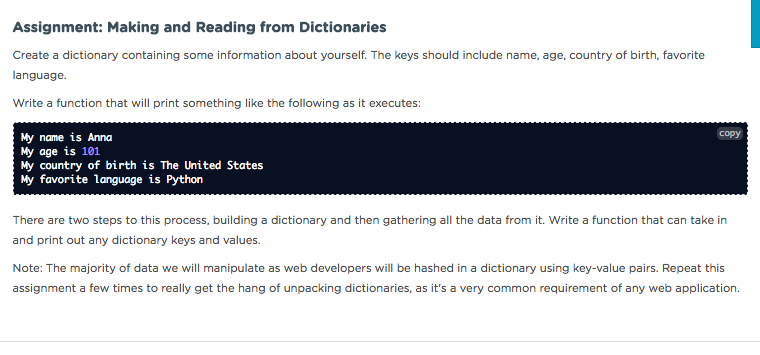 Assignment: Making and Reading from Dictionaries
Create a dictionary containing some information about yourself. The keys should include name, age, country of birth, favorite
language.
Write a function that will print something like the following as it executes:
copy
My name is Anna
My age is 101
My country of birth is The United States
My favorite language is Python
There are two steps to this process, building a dictionary and then gathering all the data from it. Write a function that can take in
and print out any dictionary keys and values.
Note: The majority of data we will manipulate as web developers will be hashed in a dictionary using key-value pairs. Repeat this
assignment a few times to really get the hang of unpacking dictionaries, as it's a very common requirement of any web application.